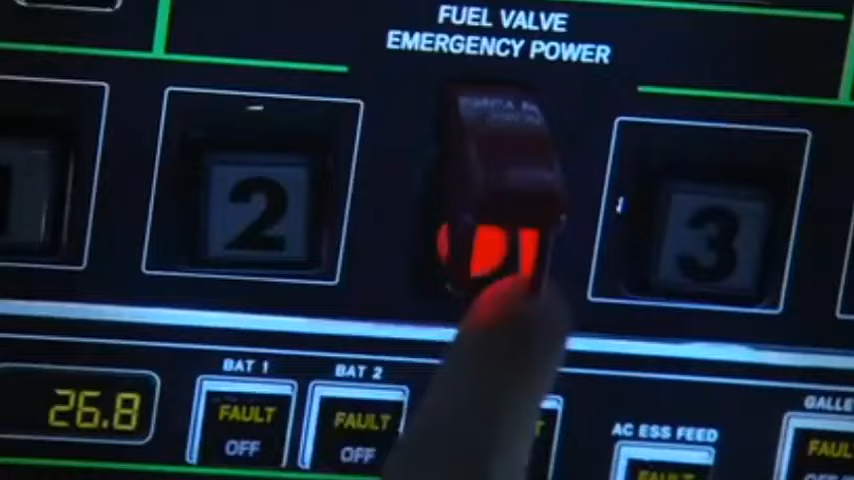 FUEL VALVE
EMERGENCY POWER
2
3
26.8
BAT 1
BAT 2
FAULT
OFF
FAULT
OFF
AC ESS FEED
FAULT
FAULT